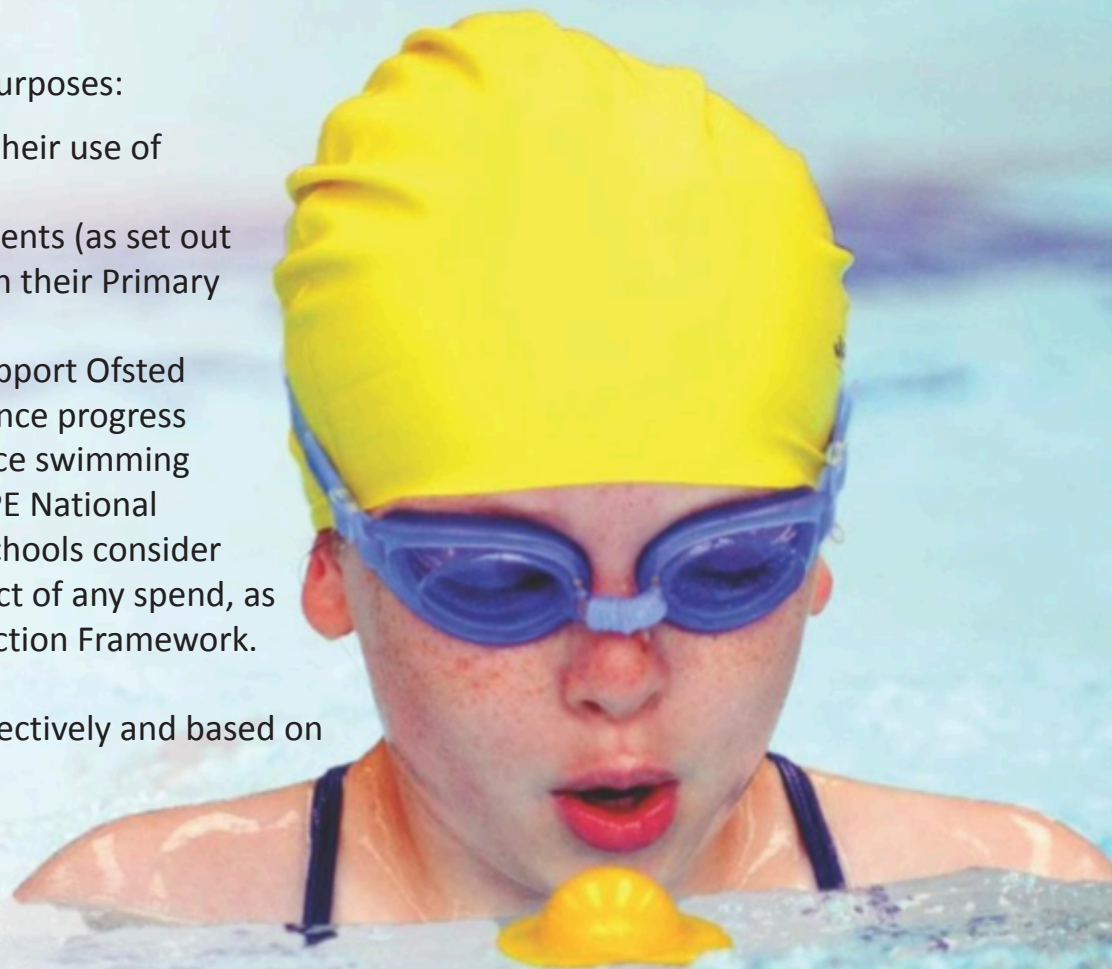 urposes:
heir use of
ents (as set out
n their Primary
pport Ofsted
nce progress
ce swimming
PE National
chools consider
ct of any spend, as
ction Framework.
ectively and based on